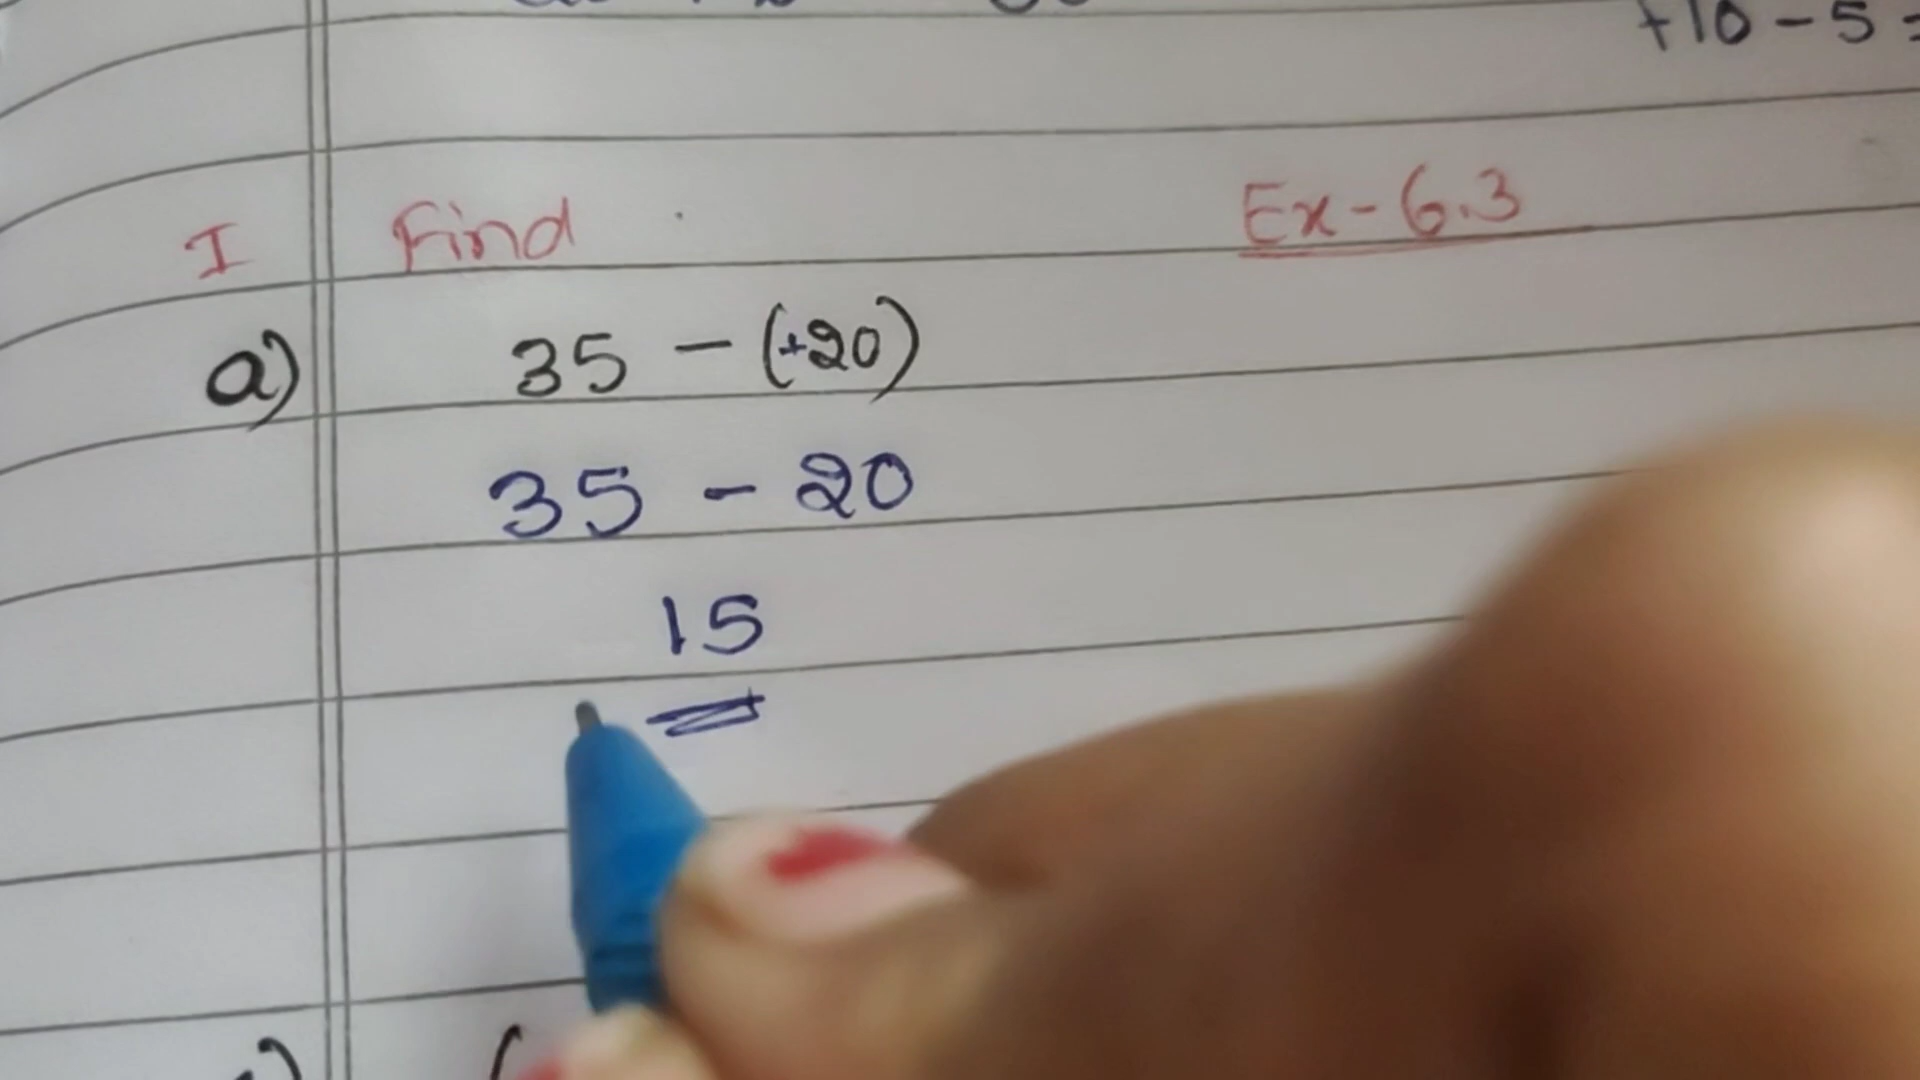 +10 - 5 =
I Find Ex - 6.3
a) 35 - (+20)
35 - 20
15